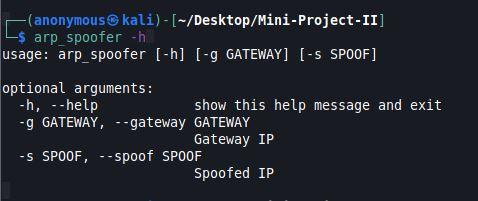 ┌──(anonymous㉿kali)-[~/Desktop/Mini-Project-II]
└─$ arp_spoofer -h
usage: arp_spoofer [-h] [-g GATEWAY] [-s SPOOF]
optional arguments:
-h, --help show this help message and exit
-g GATEWAY, --gateway GATEWAY
Gateway IP
-s SPOOF, --spoof SPOOF
Spoofed IP